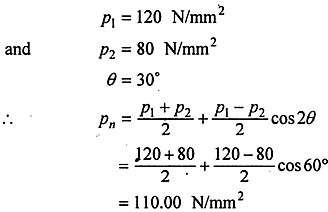 p₁ = 120 N/mm²
and p₂ = 80 N/mm²
θ = 30°
∴ pₙ = (p₁ + p₂)/2 + (p₁ − p₂)/2 cos 2θ
= (120 + 80)/2 + (120 − 80)/2 cos 60°
= 110.00 N/mm²